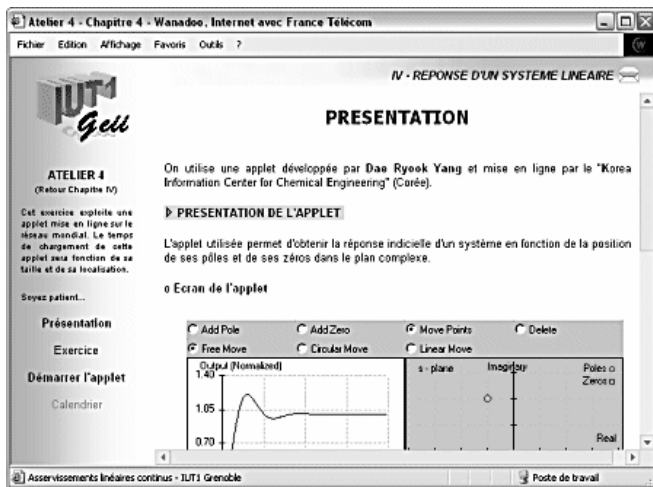 Atelier 4 - Chapitre 4 - Wanadoo, Internet avec France Télécom
Fichier Edition Affichage Favoris Outils ?
IV - REPONSE D'UN SYSTEME LINEAIRE
IUT1
Geii
ATELIER 4
(Retour Chapitre IV)
Cet exercice exploite une
applet mise en ligne sur le
réseau mondial. Le temps
de chargement de cette
applet sera fonction de sa
taille et de sa localisation.
Soyez patient...
Présentation
Exercice
Démarrer l'applet
Calendrier
PRESENTATION
On utilise une applet développée par Dae Ryook Yang et mise en ligne par le "Korea
Information Center for Chemical Engineering" (Corée).
PRESENTATION DE L'APPLET
L'applet utilisée permet d'obtenir la réponse indicielle d'un système en fonction de la position
de ses pôles et de ses zéros dans le plan complexe.
o Ecran de l'applet
Add Pole Add Zero Move Points Delete
Free Move Circular Move Linear Move
Output (Normalized)
1.40
1.05
0.70
s - plane Imaginary Poles
Zeros
Real
Asservissements linéaires continus - IUT1 Grenoble Poste de travail